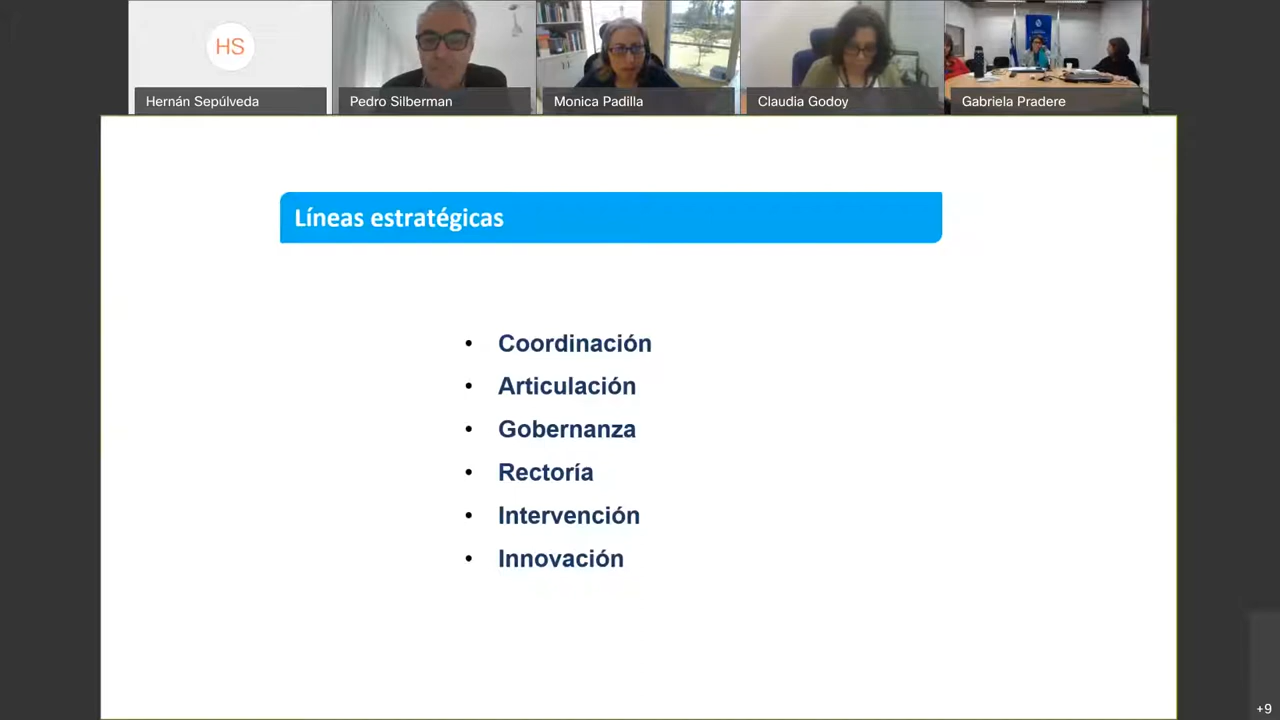 HS
Hernán Sepúlveda
Pedro Silberman
Monica Padilla
Claudia Godoy
Gabriela Pradere
Líneas estratégicas
• Coordinación
• Articulación
• Gobernanza
• Rectoría
• Intervención
• Innovación
+9